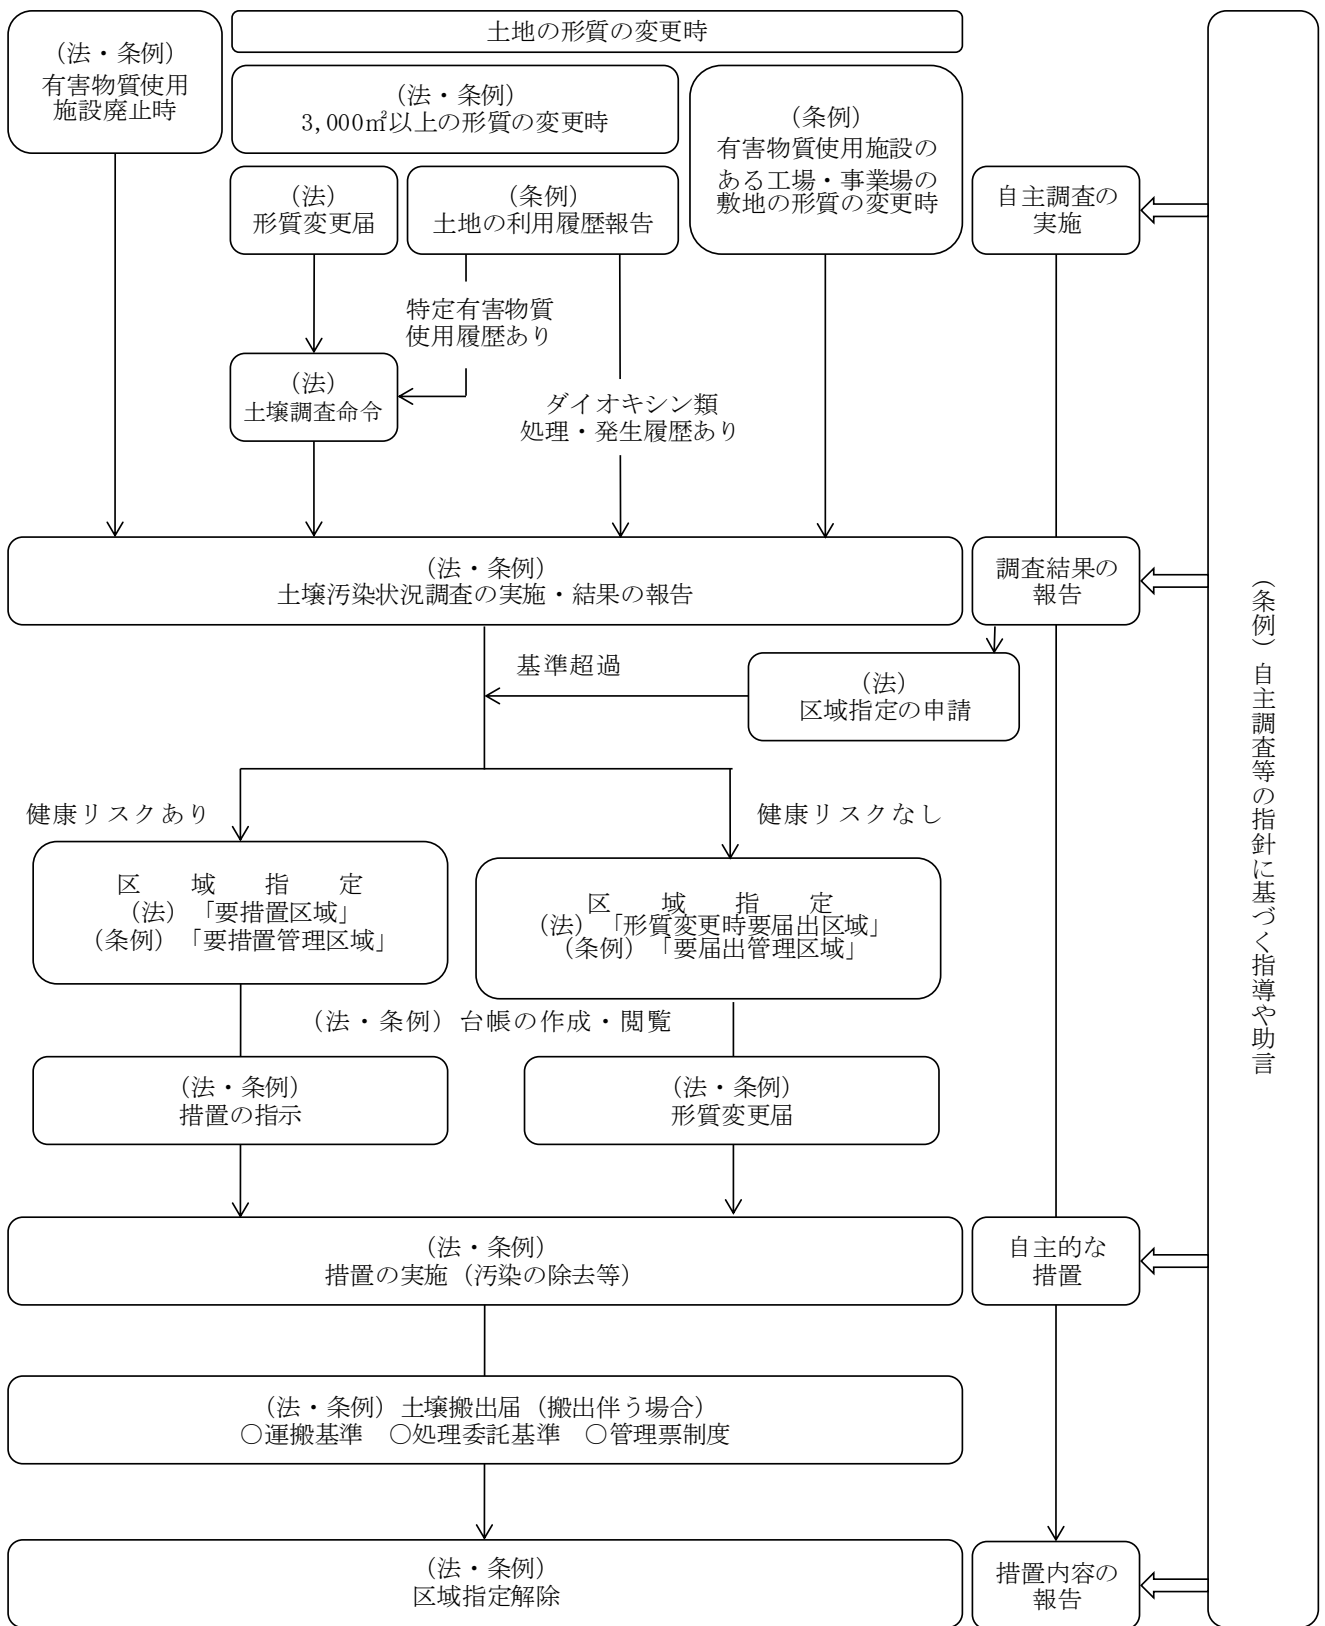 （法・条例）
有害物質使用
施設廃止時
土地の形質の変更時
（法・条例）
3,000㎡以上の形質の変更時
（条例）
有害物質使用施設の
ある工場・事業場の
敷地の形質の変更時
（法）
形質変更届
（条例）
土地の利用履歴報告
自主調査の
実施
特定有害物質
使用履歴あり
（法）
土壌調査命令
ダイオキシン類
処理・発生履歴あり
（法・条例）
土壌汚染状況調査の実施・結果の報告
調査結果の
報告
基準超過
（法）
区域指定の申請
健康リスクあり
健康リスクなし
区　域　指　定
（法）「要措置区域」
（条例）「要措置管理区域」
区　域　指　定
（法）「形質変更時要届出区域」
（条例）「要届出管理区域」
（法・条例）台帳の作成・閲覧
（法・条例）
措置の指示
（法・条例）
形質変更届
（法・条例）
措置の実施（汚染の除去等）
自主的な
措置
（法・条例）土壌搬出届（搬出伴う場合）
○運搬基準　○処理委託基準　○管理票制度
（法・条例）
区域指定解除
措置内容の
報告
（条例）自主調査等の指針に基づく指導や助言